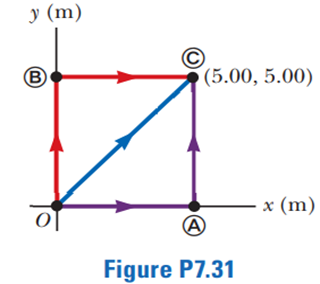 y (m)
Ⓒ
Ⓑ
(5.00, 5.00)
x (m)
O
Ⓐ
Figure P7.31